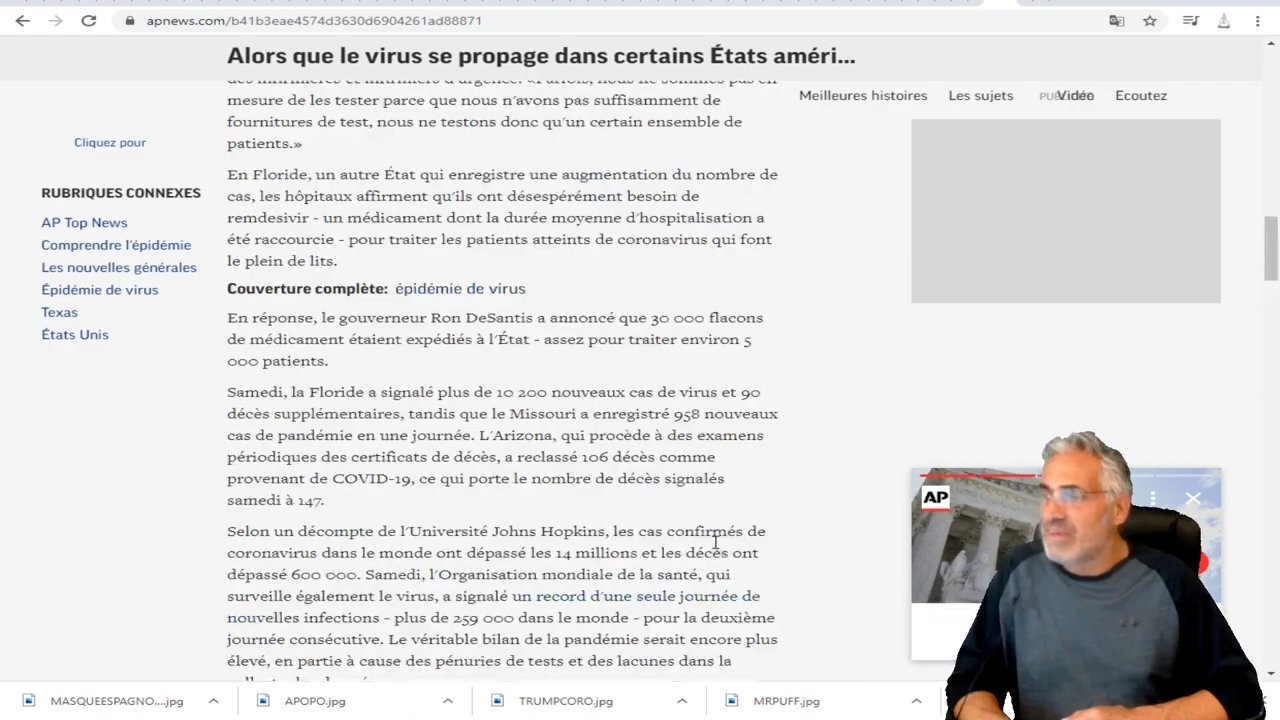 apnews.com/b41b3eae4574d3630d6904261ad88871
Alors que le virus se propage dans certains États améri...
des infirmières et infirmiers d'urgence. «Parfois, nous ne sommes pas en
mesure de les tester parce que nous n'avons pas suffisamment de
fournitures de test, nous ne testons donc qu'un certain ensemble de
patients.»
Meilleures histoires
Les sujets
Vidéo
Ecoutez
Cliquez pour
RUBRIQUES CONNEXES
AP Top News
Comprendre l'épidémie
Les nouvelles générales
Épidémie de virus
Texas
États Unis
En Floride, un autre État qui enregistre une augmentation du nombre de
cas, les hôpitaux affirment qu'ils ont désespérément besoin de
remdesivir - un médicament dont la durée moyenne d'hospitalisation a
été raccourcie - pour traiter les patients atteints de coronavirus qui font
le plein de lits.
Couverture complète: épidémie de virus
En réponse, le gouverneur Ron DeSantis a annoncé que 30 000 flacons
de médicament étaient expédiés à l'État - assez pour traiter environ 5
000 patients.
Samedi, la Floride a signalé plus de 10 200 nouveaux cas de virus et 90
décès supplémentaires, tandis que le Missouri a enregistré 958 nouveaux
cas de pandémie en une journée. L'Arizona, qui procède à des examens
périodiques des certificats de décès, a reclassé 106 décès comme
provenant de COVID-19, ce qui porte le nombre de décès signalés
samedi à 147.
Selon un décompte de l'Université Johns Hopkins, les cas confirmés de
coronavirus dans le monde ont dépassé les 14 millions et les décès ont
dépassé 600 000. Samedi, l'Organisation mondiale de la santé, qui
surveille également le virus, a signalé un record d'une seule journée de
nouvelles infections - plus de 259 000 dans le monde - pour la deuxième
journée consécutive. Le véritable bilan de la pandémie serait encore plus
élevé, en partie à cause des pénuries de tests et des lacunes dans la
AP
MASQUEESPAGNO....jpg
APOPO.jpg
TRUMPCORO.jpg
MRPUFF.jpg